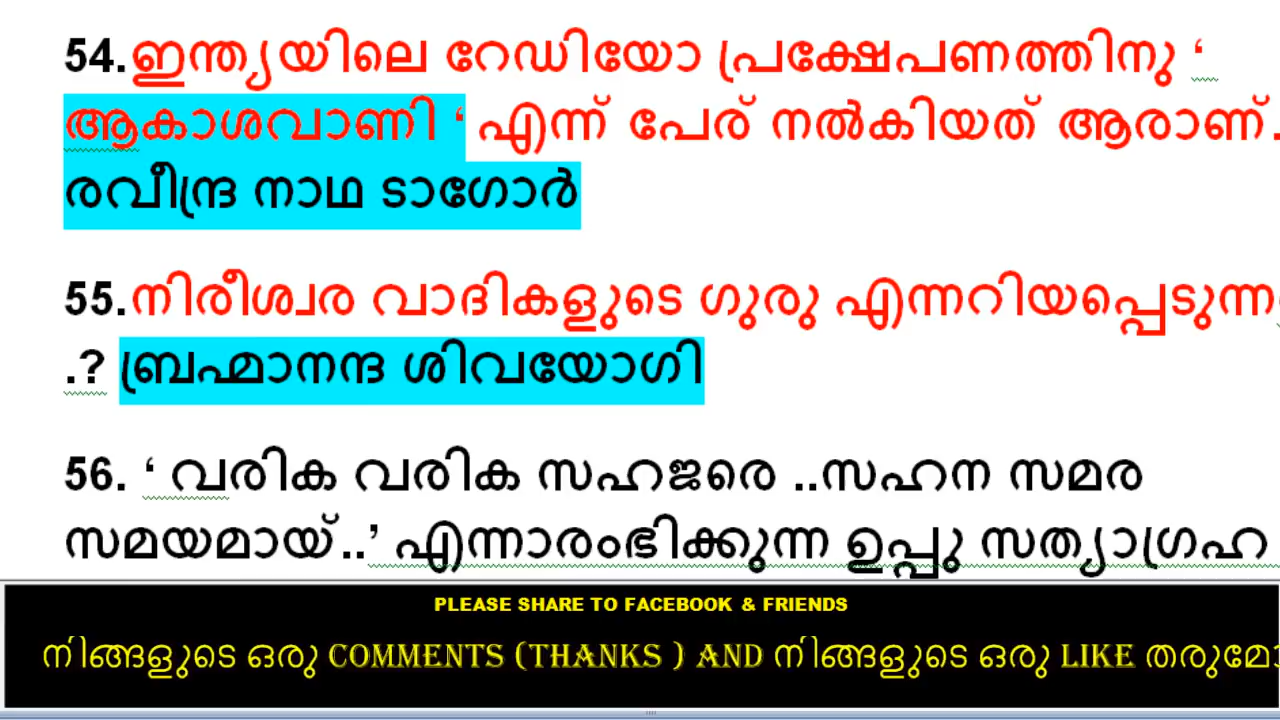 54.ഇന്ത്യയിലെ റേഡിയോ പ്രക്ഷേപണത്തിനു ‘
ആകാശവാണി ‘ എന്ന് പേര് നൽകിയത് ആരാണ്.
രവീന്ദ്ര നാഥ ടാഗോർ
55.നിരീശ്വര വാദികളുടെ ഗുരു എന്നറിയപ്പെടുന്ന
.? ബ്രഹ്മാനന്ദ ശിവയോഗി
56. ‘ വരിക വരിക സഹജരെ ..സഹന സമര
സമയമായ്..’ എന്നാരംഭിക്കുന്ന ഉപ്പു സത്യാഗ്രഹ
PLEASE SHARE TO FACEBOOK & FRIENDS
നിങ്ങളുടെ ഒരു COMMENTS (THANKS ) AND നിങ്ങളുടെ ഒരു LIKE